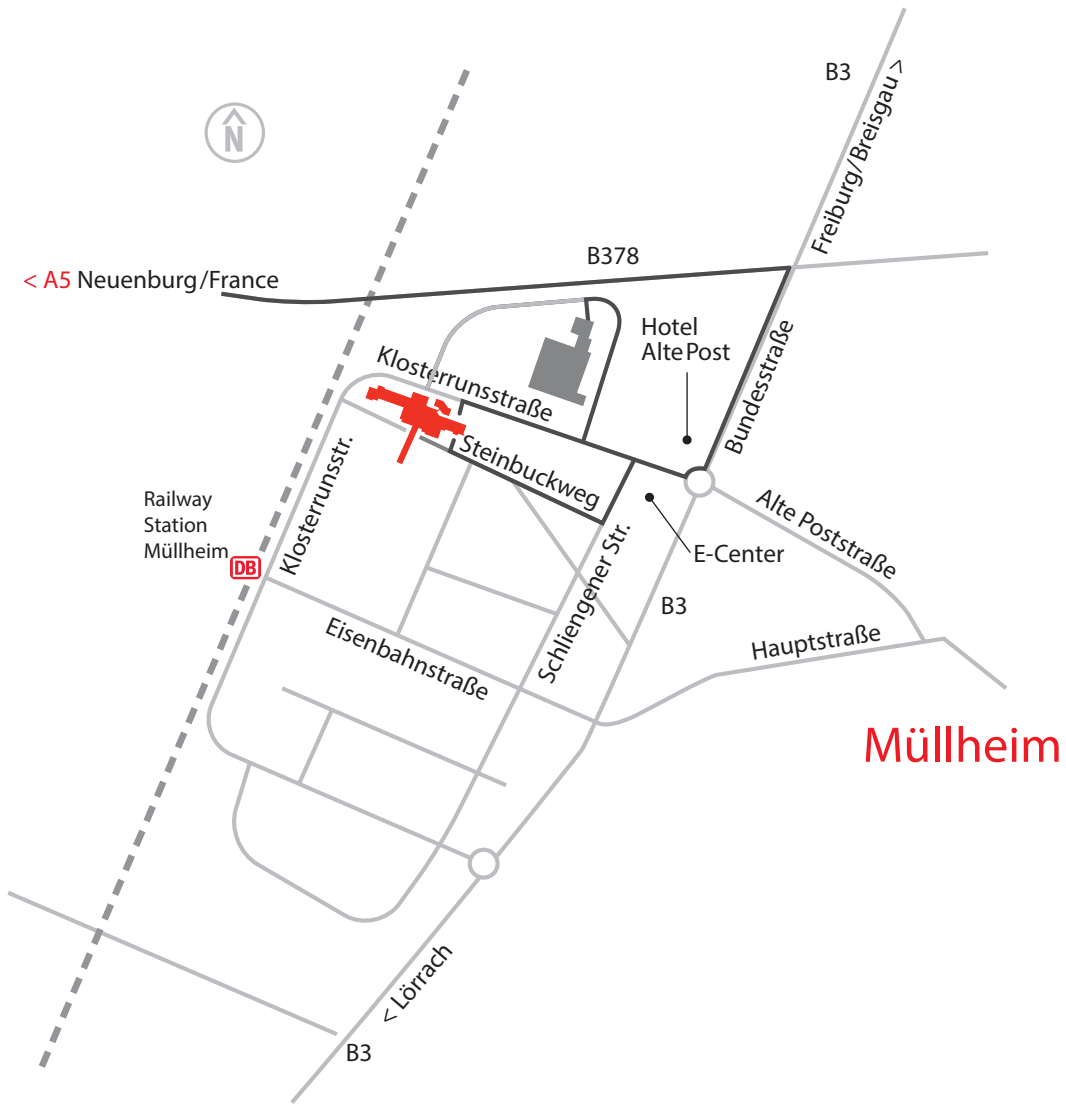 B3
Freiburg/Breisgau >
N
B378
< A5 Neuenburg/France
Hotel
Alte Post
Klosterrunsstraße
Bundesstraße
Steinbuckweg
Klosterrunsstr.
Railway
Station
Müllheim
DB
Alte Poststraße
E-Center
Schliengener Str.
B3
Hauptstraße
Eisenbahnstraße
Müllheim
< Lörrach
B3